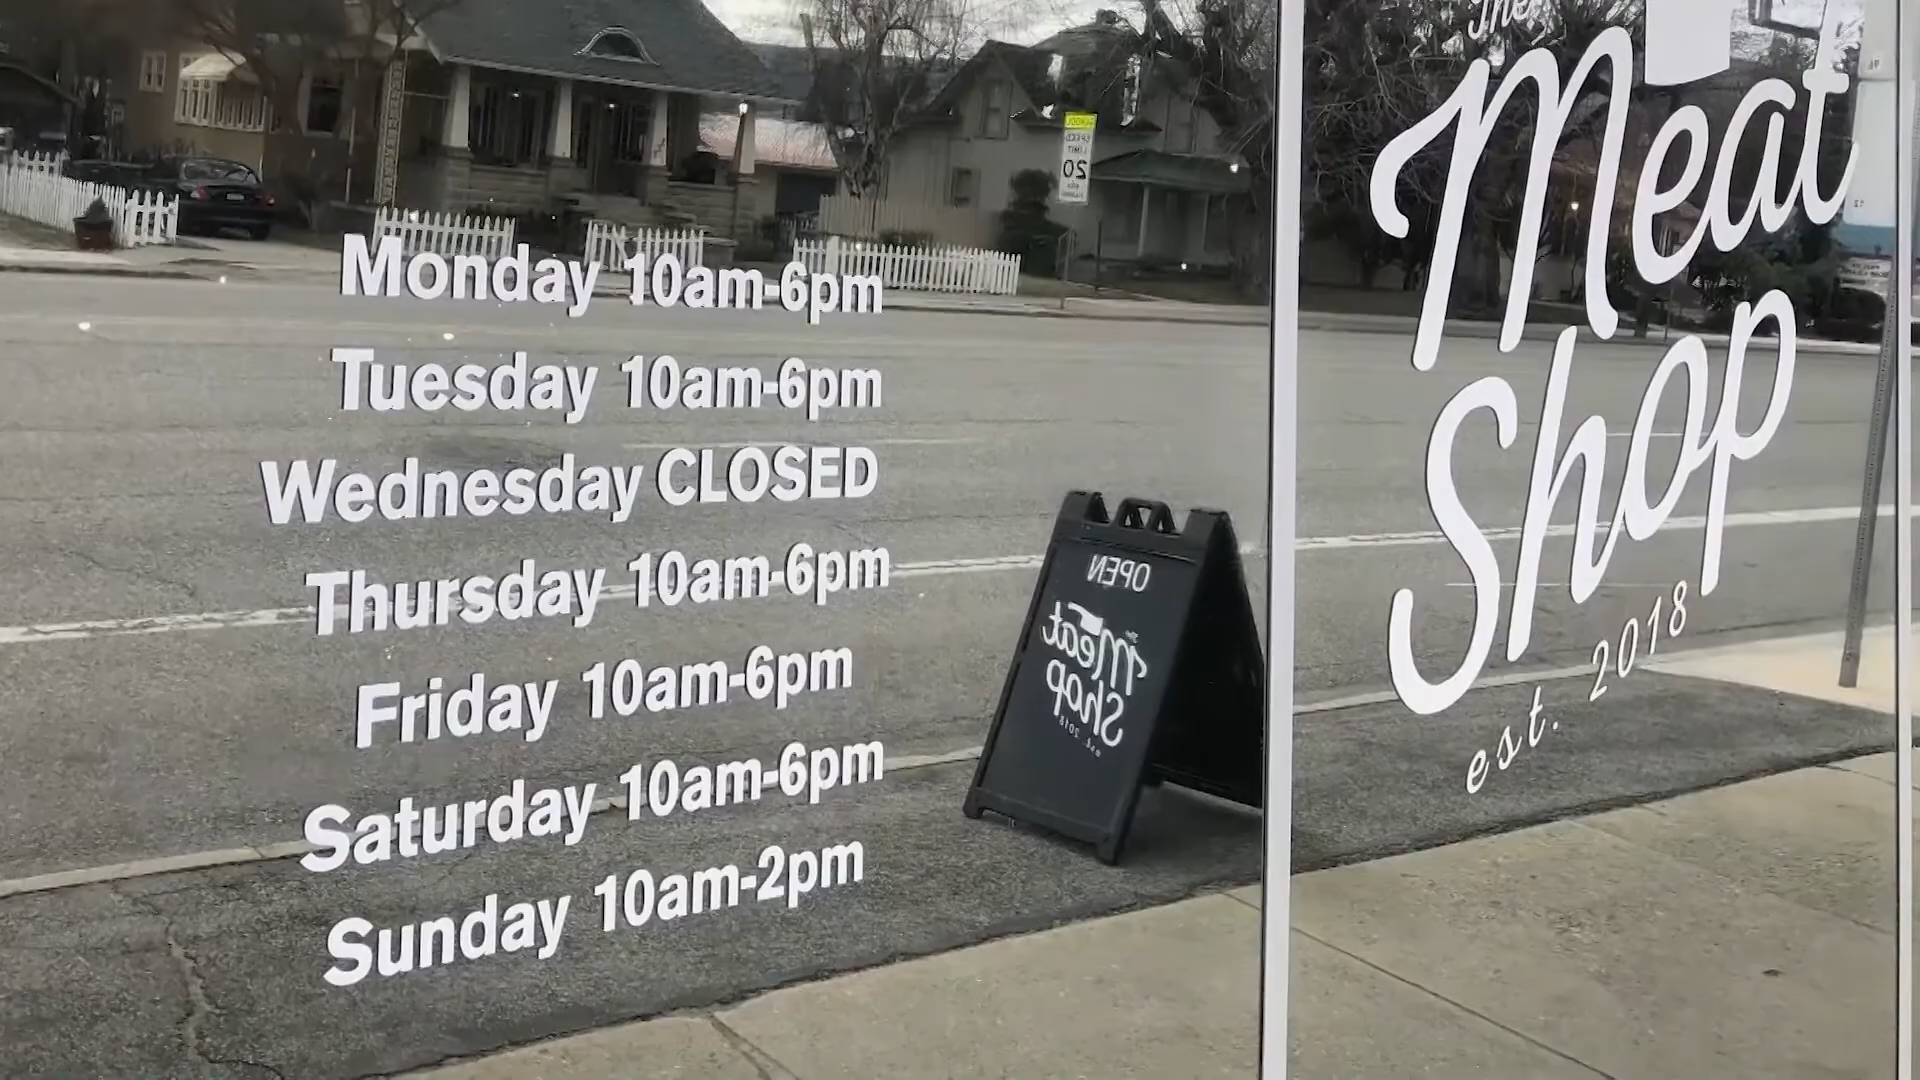 Monday 10am-6pm
Tuesday 10am-6pm
Wednesday CLOSED
Thursday 10am-6pm
Friday 10am-6pm
Saturday 10am-6pm
Sunday 10am-2pm
The
Meat
Shop
est. 2018
SCHOOL
SPEED
LIMIT
20
OPEN
The
Meat
Shop
est. 2018